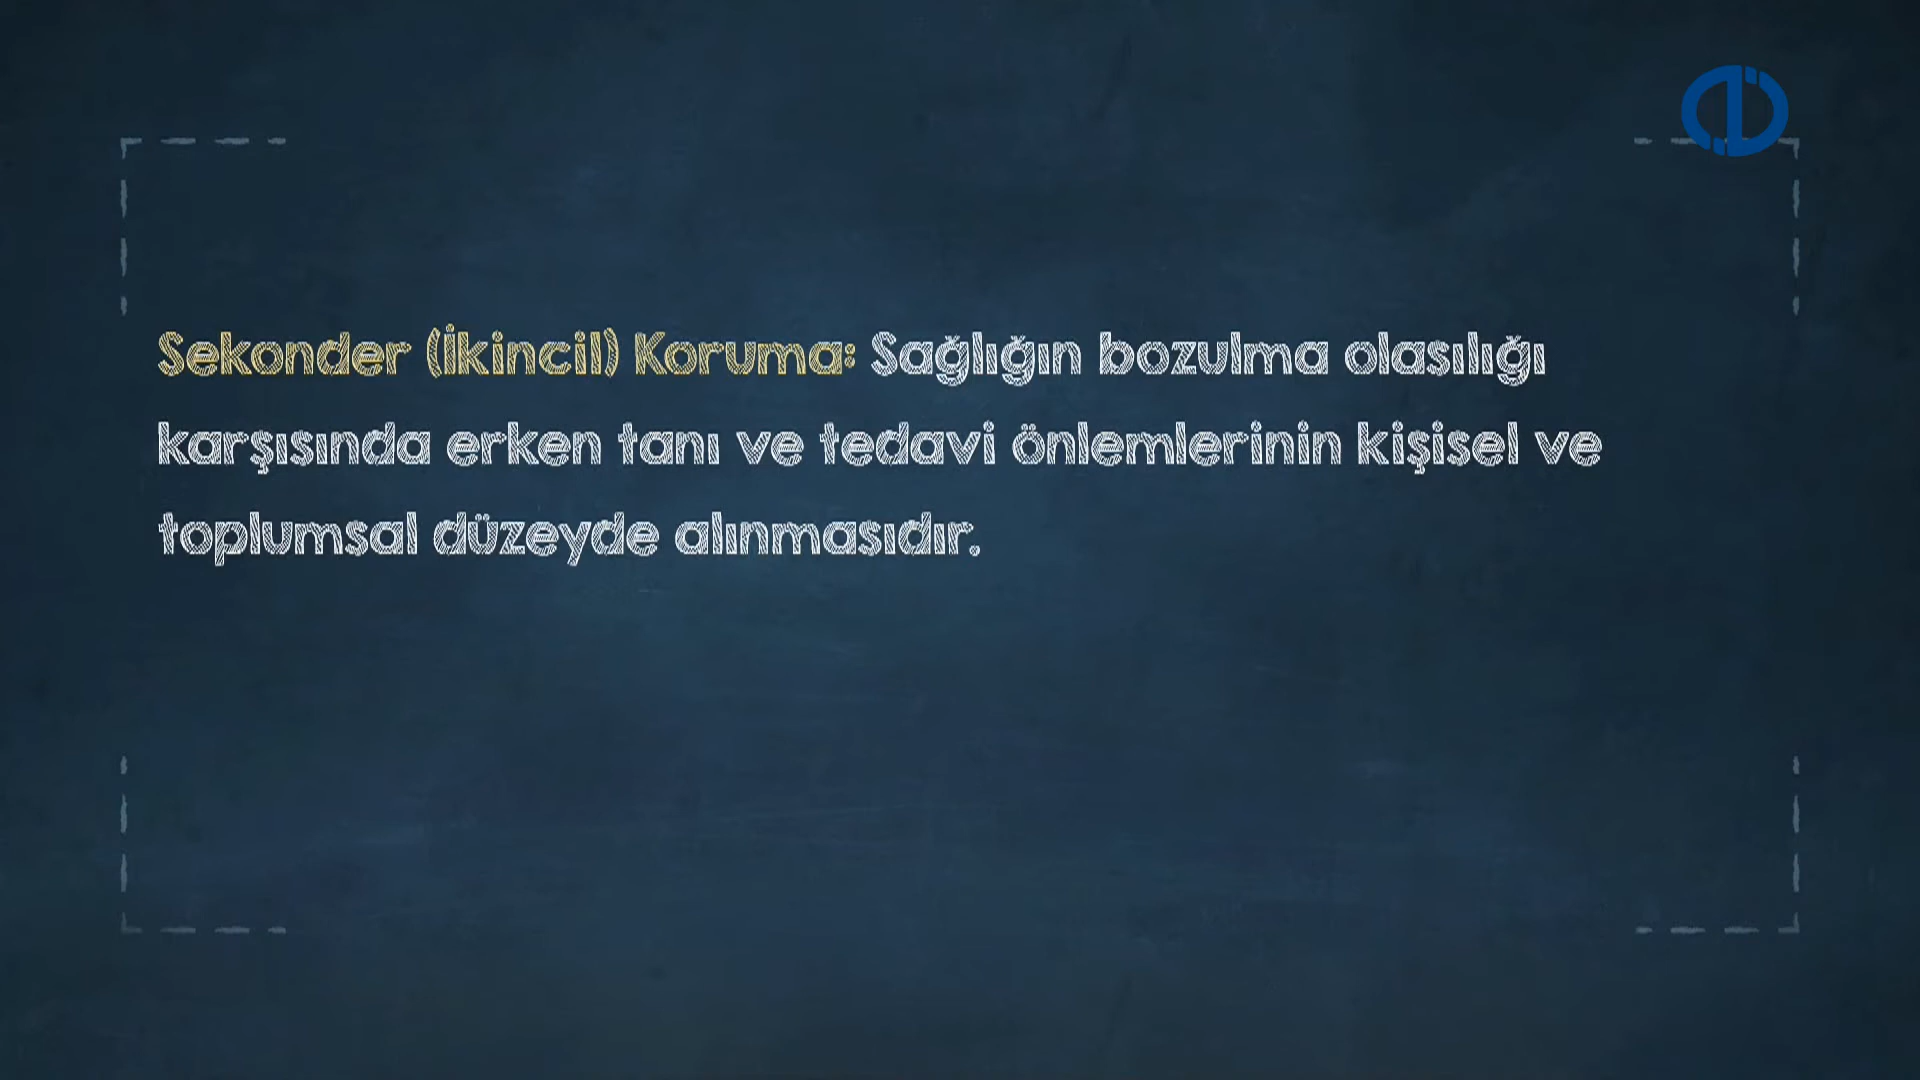 Sekonder (İkincil) Koruma: Sağlığın bozulma olasılığı
karşısında erken tanı ve tedavi önlemlerinin kişisel ve
toplumsal düzeyde alınmasıdır.